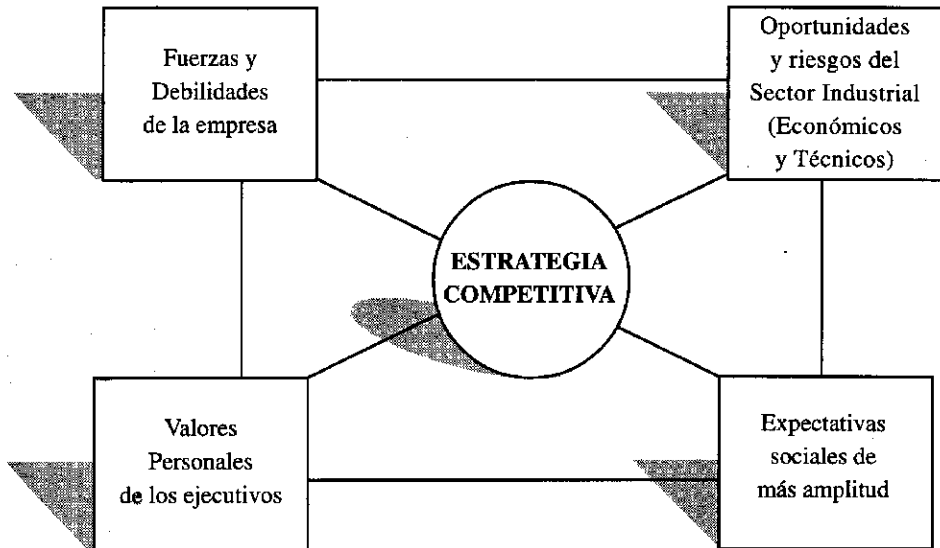 Fuerzas y
Debilidades
de la empresa
Oportunidades
y riesgos del
Sector Industrial
(Económicos
y Técnicos)
ESTRATEGIA
COMPETITIVA
Valores
Personales
de los ejecutivos
Expectativas
sociales de
más amplitud